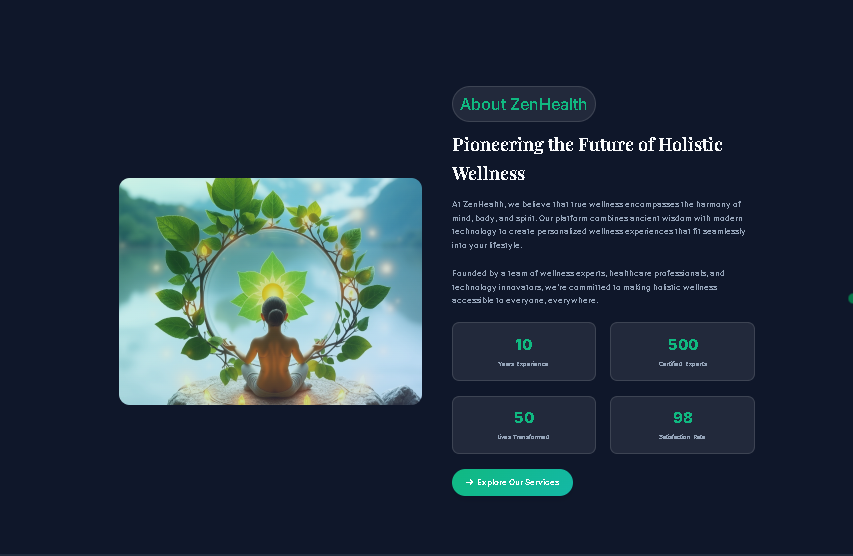 About ZenHealth
Pioneering the Future of Holistic
Wellness
At ZenHealth, we believe that true wellness encompasses the harmony of
mind, body, and spirit. Our platform combines ancient wisdom with modern
technology to create personalized wellness experiences that fit seamlessly
into your lifestyle.
Founded by a team of wellness experts, healthcare professionals, and
technology innovators, we're committed to making holistic wellness
accessible to everyone, everywhere.
10
Years Experience
500
Certified Experts
50
Lives Transformed
98
Satisfaction Rate
Explore Our Services